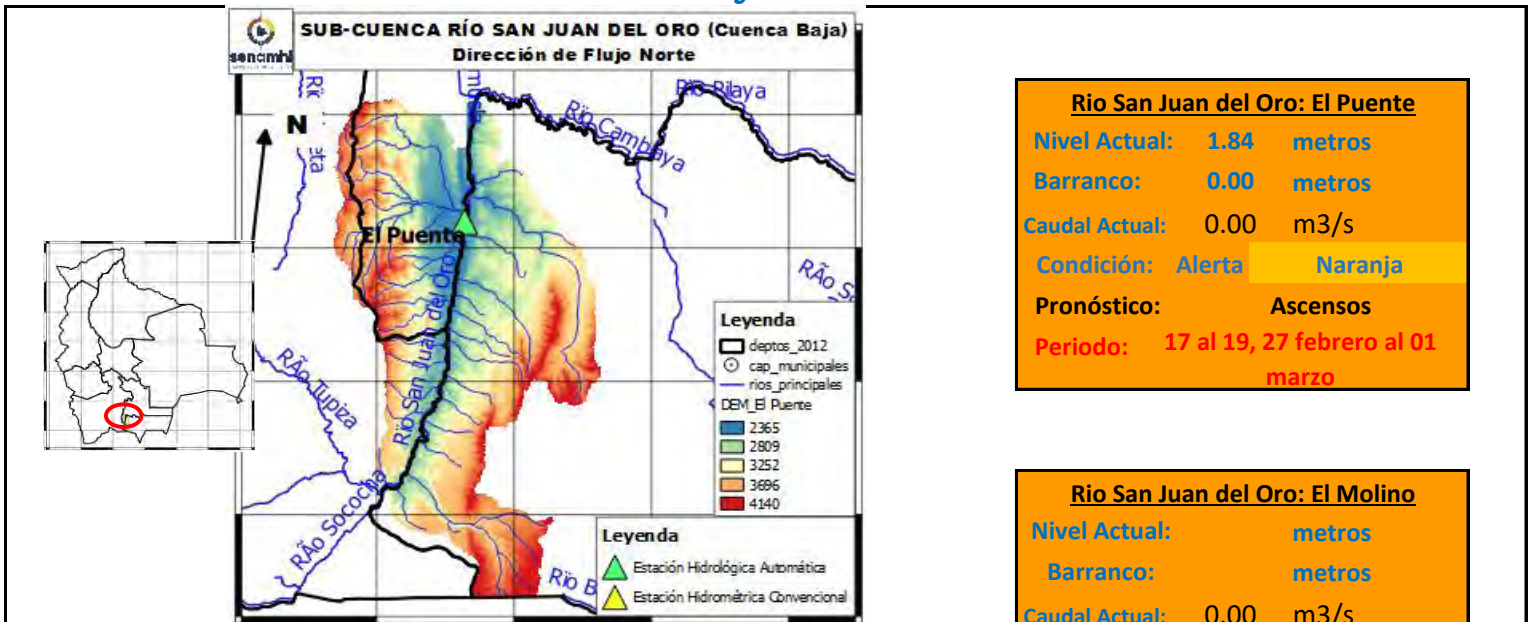 SUB-CUENCA RÍO SAN JUAN DEL ORO (Cuenca Baja)
Dirección de Flujo Norte
senamhi
N
Río Pilaya
Río Camblaya
El Puente
Río San Juan del Oro
RÃo Tupiza
RÃo Sococha
RÃo S
Río B
Leyenda
deptos_2012
cap_municipales
rios_principales
DEM_El Puente
2365
2809
3252
3696
4140
Leyenda
Estación Hidrológica Automática
Estación Hidrométrica Convencional
Rio San Juan del Oro: El Puente
Nivel Actual: 1.84 metros
Barranco: 0.00 metros
Caudal Actual: 0.00 m3/s
Condición: Alerta Naranja
Pronóstico: Ascensos
Periodo: 17 al 19, 27 febrero al 01
marzo
Rio San Juan del Oro: El Molino
Nivel Actual: metros
Barranco: metros
Caudal Actual: 0.00 m3/s